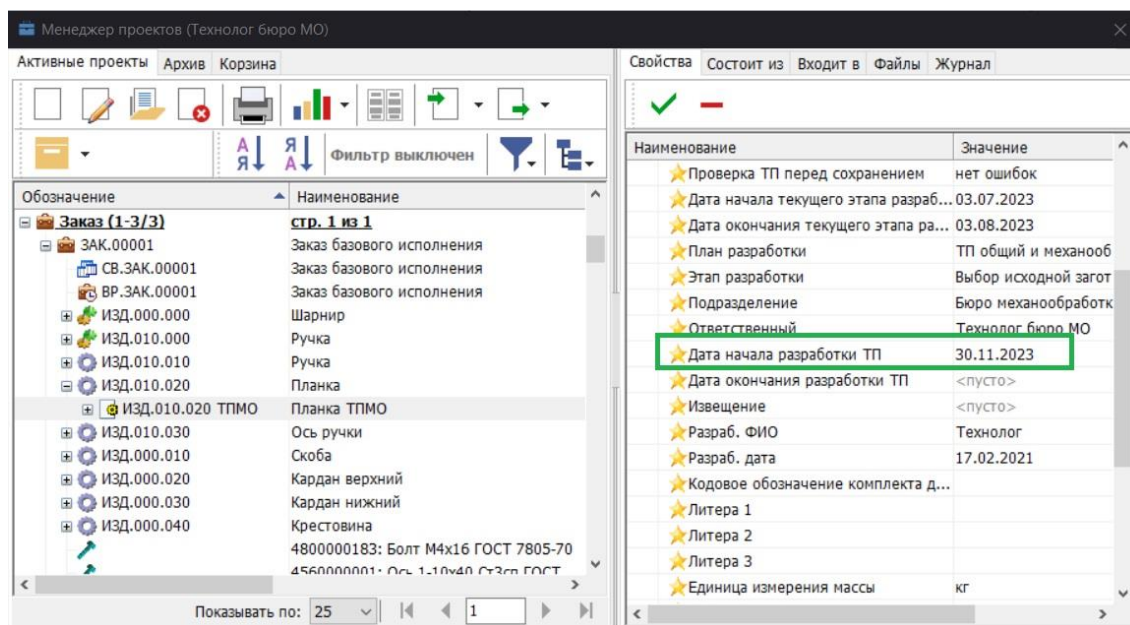 Менеджер проектов (Технолог бюро МО)
Активные проекты Архив Корзина
Фильтр выключен
Обозначение Наименование
Заказ (1-3/3) стр. 1 из 1
ЗАК.00001 Заказ базового исполнения
СВ.ЗАК.00001 Заказ базового исполнения
ВР.ЗАК.00001 Заказ базового исполнения
ИЗД.000.000 Шарнир
ИЗД.010.000 Ручка
ИЗД.010.010 Ручка
ИЗД.010.020 Планка
ИЗД.010.020 ТПМО Планка ТПМО
ИЗД.010.030 Ось ручки
ИЗД.000.010 Скоба
ИЗД.000.020 Кардан верхний
ИЗД.000.030 Кардан нижний
ИЗД.000.040 Крестовина
4800000183: Болт М4х16 ГОСТ 7805-70
4560000001: Ось 1-10х40 Ст3сп ГОСТ
Показывать по: 25 1
Свойства Состоит из Входит в Файлы Журнал
Наименование Значение
Проверка ТП перед сохранением нет ошибок
Дата начала текущего этапа разраб... 03.07.2023
Дата окончания текущего этапа ра... 03.08.2023
План разработки ТП общий и механооб
Этап разработки Выбор исходной загот
Подразделение Бюро механообработк
Ответственный Технолог бюро МО
Дата начала разработки ТП 30.11.2023
Дата окончания разработки ТП <пусто>
Извещение <пусто>
Разраб. ФИО Технолог
Разраб. дата 17.02.2021
Кодовое обозначение комплекта д...
Литера 1
Литера 2
Литера 3
Единица измерения массы кг